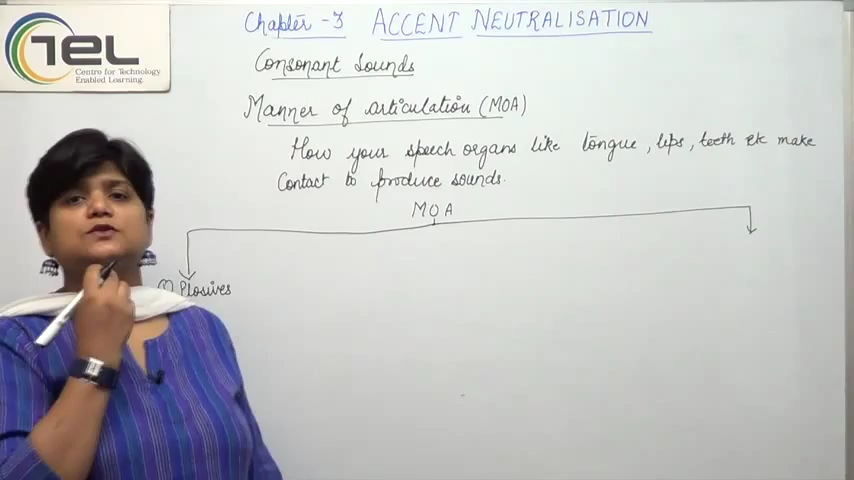 TEL
Centre for Technology
Enabled Learning.
Chapter - 3 ACCENT NEUTRALISATION
Consonant Sounds
Manner of articulation (MOA)
How your speech organs like tongue, lips, teeth etc make
Contact to produce sounds.
MOA
(1) Plosives